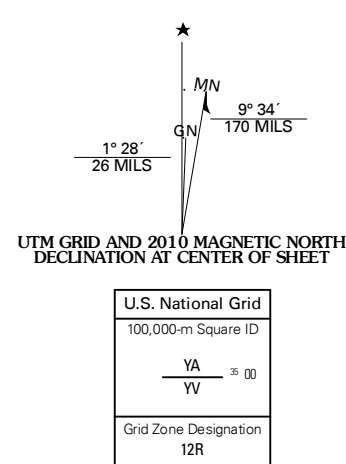 ★
MN
GN
9° 34´
170 MILS
1° 28´
26 MILS
UTM GRID AND 2010 MAGNETIC NORTH
DECLINATION AT CENTER OF SHEET
U.S. National Grid
100,000-m Square ID
YA
YV
35 00
Grid Zone Designation
12R